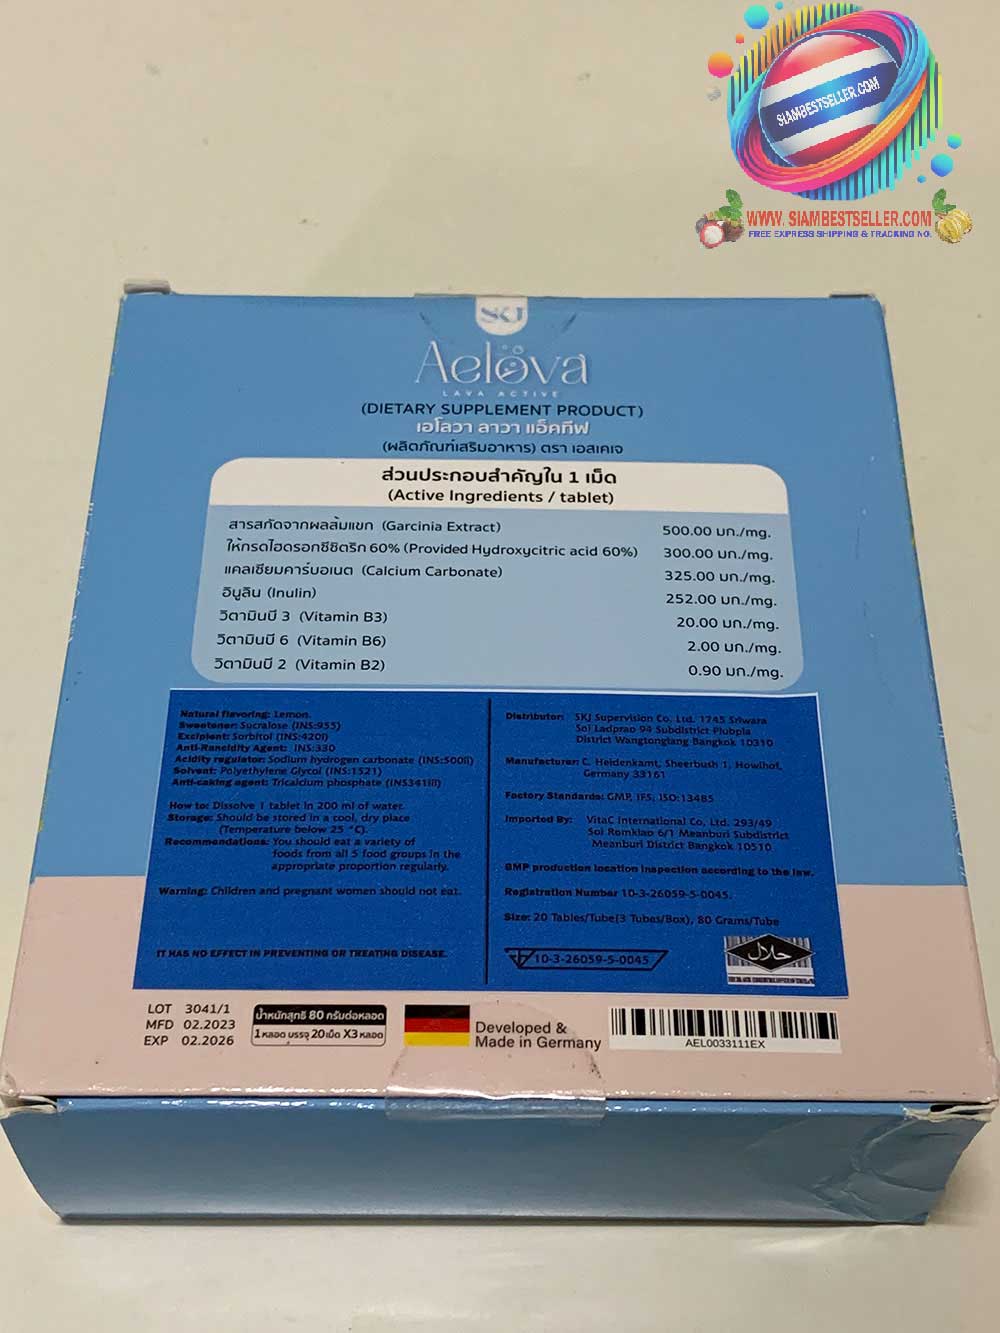 SIAMBESTSELLER.COM
WWW. SIAMBESTSELLER.COM
FREE EXPRESS SHIPPING & TRACKING NO.
SKJ
Aelova
LAVA ACTIVE
(DIETARY SUPPLEMENT PRODUCT)
เอโลวา ลาวา แอ็คทีฟ
(ผลิตภัณฑ์เสริมอาหาร) ตรา เอสเคเจ
ส่วนประกอบสำคัญใน 1 เม็ด
(Active Ingredients / tablet)
สารสกัดจากผลส้มแขก (Garcinia Extract) 500.00 มก./mg.
ให้กรดไฮดรอกซีซิตริก 60% (Provided Hydroxycitric acid 60%) 300.00 มก./mg.
แคลเซียมคาร์บอเนต (Calcium Carbonate) 325.00 มก./mg.
อินูลิน (Inulin) 252.00 มก./mg.
วิตามินบี 3 (Vitamin B3) 20.00 มก./mg.
วิตามินบี 6 (Vitamin B6) 2.00 มก./mg.
วิตามินบี 2 (Vitamin B2) 0.90 มก./mg.
Natural flavoring: Lemon.
Sweetener: Sucralose (INS:955)
Excipient: Sorbitol (INS:420i)
Anti-Rancidity Agent: INS:330
Acidity regulator: Sodium hydrogen carbonate (INS:500ii)
Solvent: Polyethylene Glycol (INS:1521)
Anti-caking agent: Tricalcium phosphate (INS341iii)
How to: Dissolve 1 tablet in 200 ml of water.
Storage: Should be stored in a cool, dry place
(Temperature below 25 °C).
Recommendations: You should eat a variety of
foods from all 5 food groups in the
appropriate proportion regularly.
Warning: Children and pregnant women should not eat.
IT HAS NO EFFECT IN PREVENTING OR TREATING DISEASE.
Distributor: SKJ Supervision Co. Ltd. 1745 Sriwara
Soi Ladprao 94 Subdistrict Plubpla
District Wangtonglang Bangkok 10310
Manufacturer: C. Heidenkamt, Sheerbush 1, Howlhof,
Germany 33161
Factory Standards: GMP, IFS, ISO:13485
Imported By: VitaC International Co, Ltd. 293/49
Soi Romklao 6/1 Meanburi Subdistrict
Meanburi District Bangkok 10510
GMP production location inspection according to the law.
Registration Number 10-3-26059-5-0045.
Size: 20 Tables/Tube(3 Tubes/Box), 80 Grams/Tube
10-3-26059-5-0045
حلال
LOT 3041/1
MFD 02.2023
EXP 02.2026
น้ำหนักสุทธิ 80 กรัมต่อหลอด
1 หลอด บรรจุ 20 เม็ด X3 หลอด
Developed &
Made in Germany
AEL0033111EX